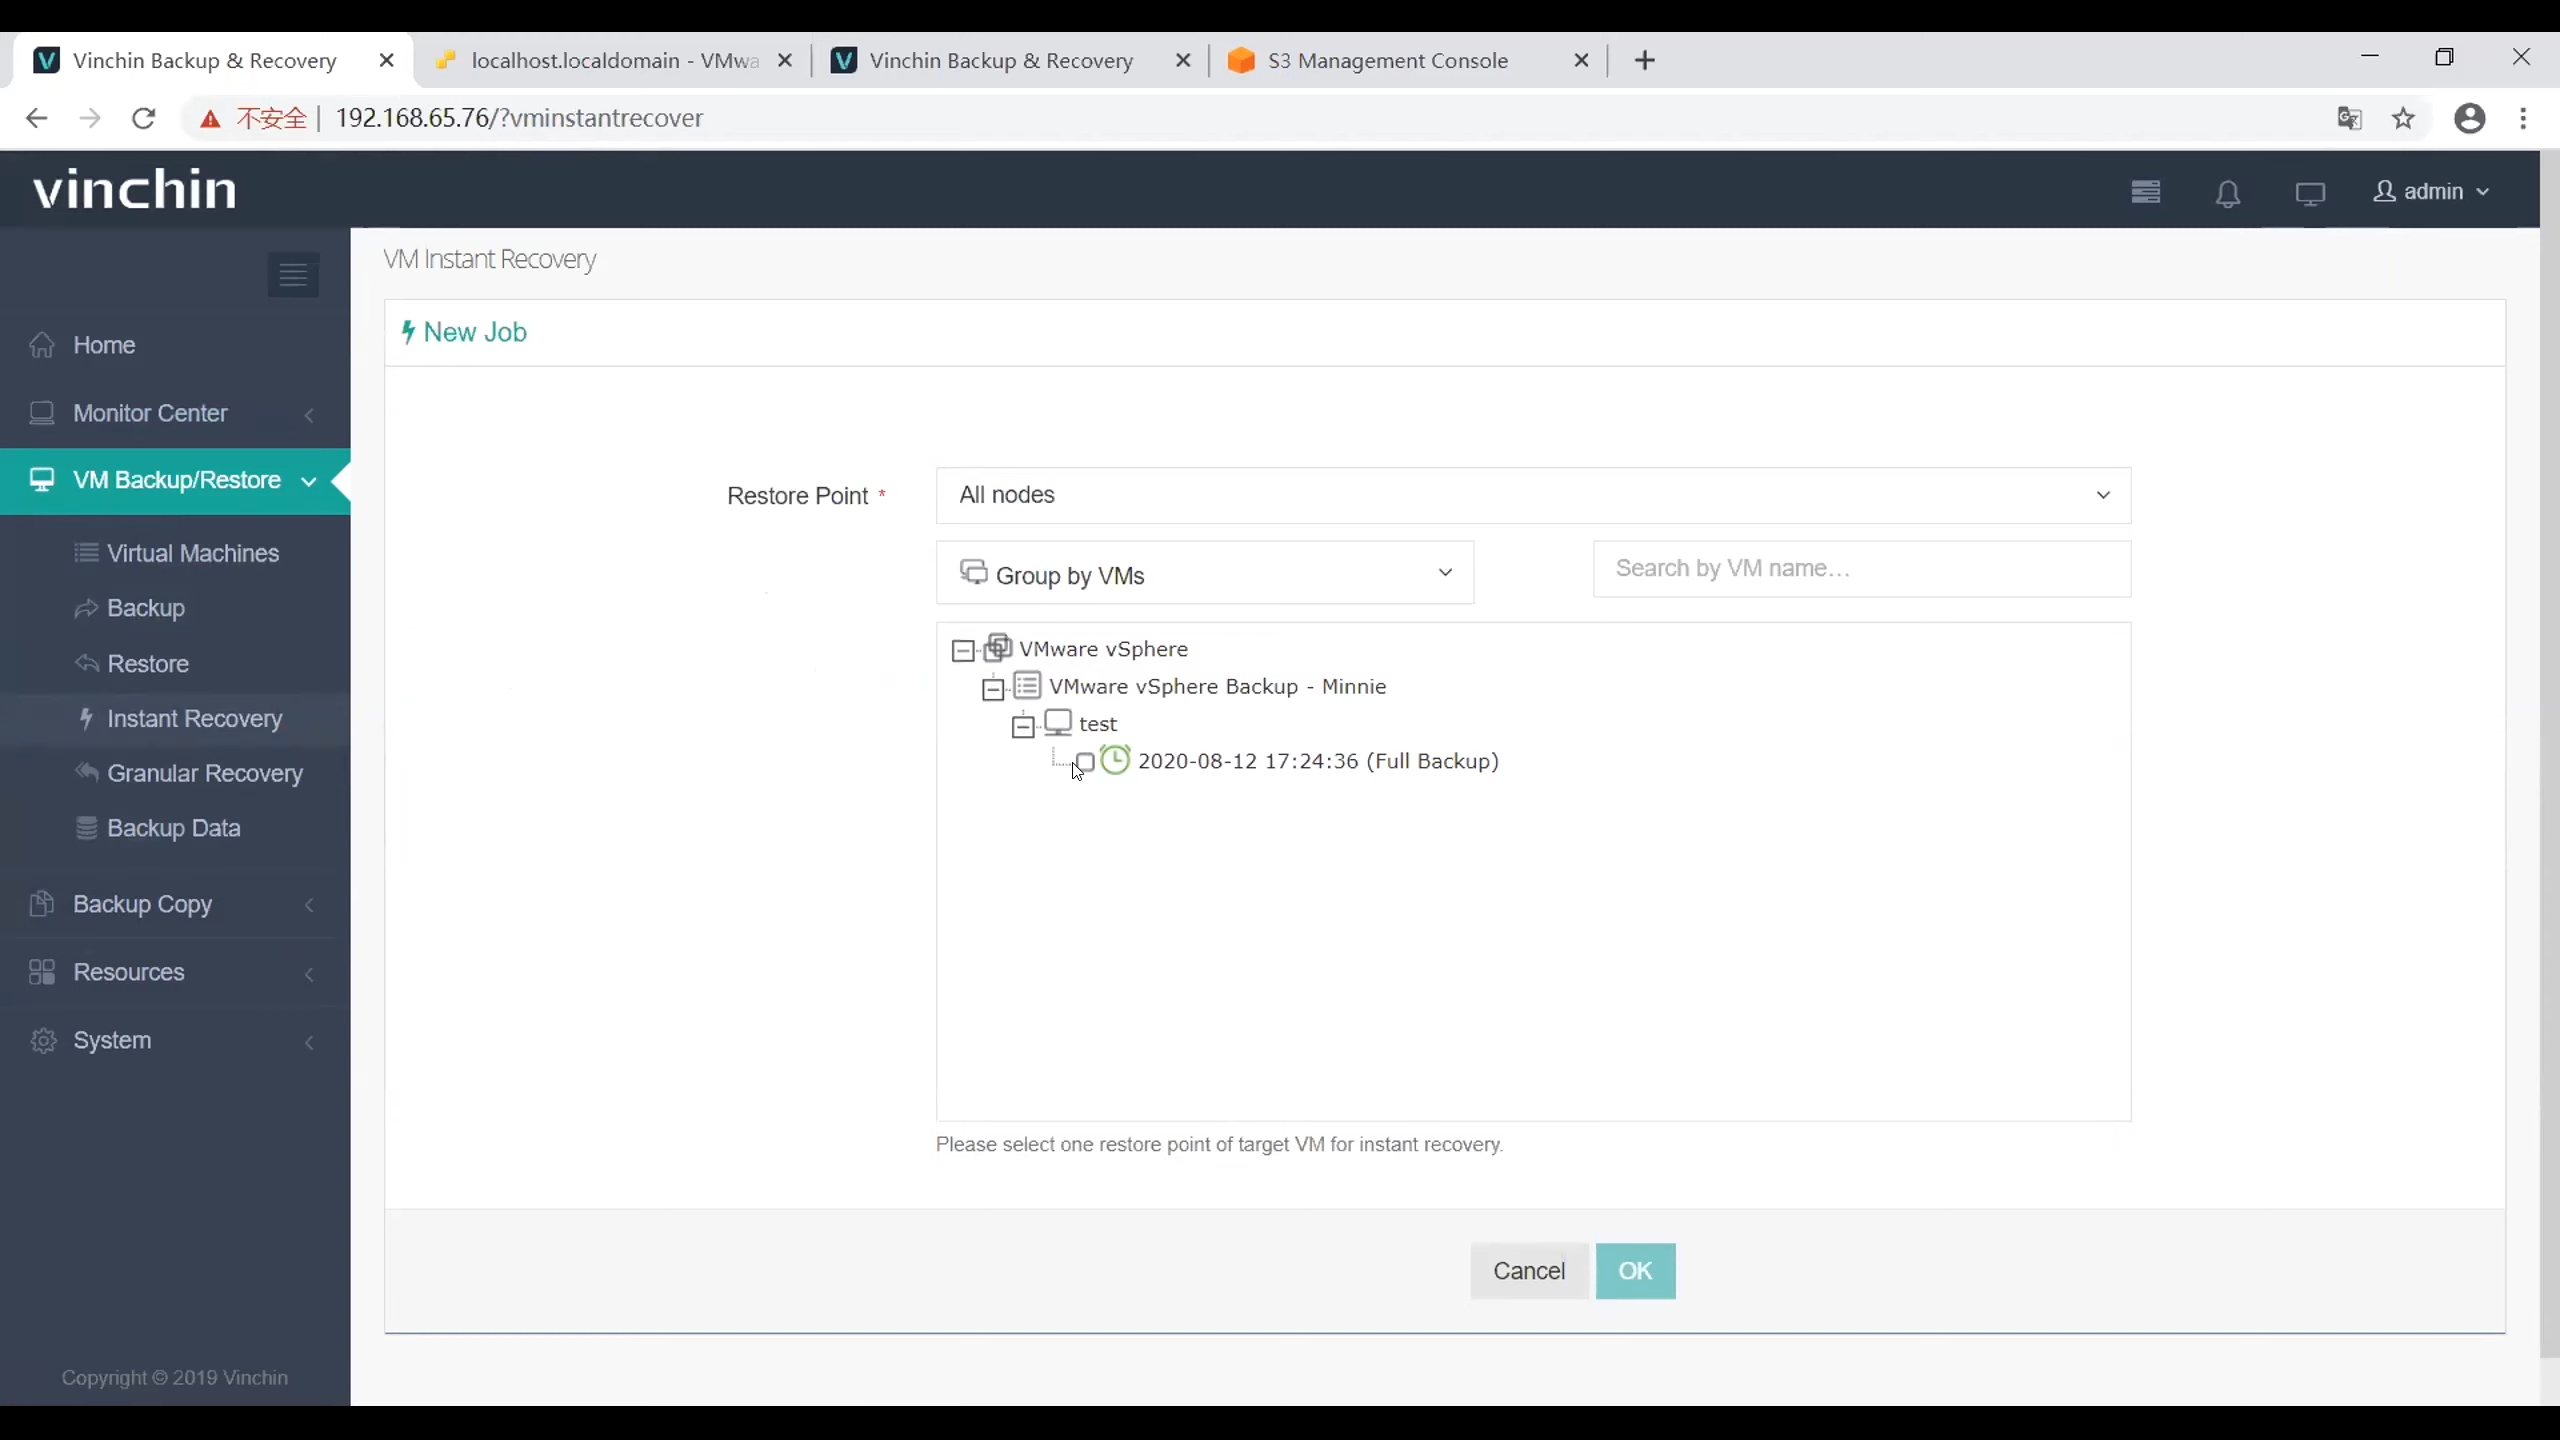 Vinchin Backup & Recovery
localhost.localdomain - VMwa
Vinchin Backup & Recovery
S3 Management Console
不安全
192.168.65.76/?vminstantrecover
vinchin
admin
Home
Monitor Center
VM Backup/Restore
Virtual Machines
Backup
Restore
Instant Recovery
Granular Recovery
Backup Data
Backup Copy
Resources
System
Copyright © 2019 Vinchin
VM Instant Recovery
New Job
Restore Point *
All nodes
Group by VMs
Search by VM name…
VMware vSphere
VMware vSphere Backup - Minnie
test
2020-08-12 17:24:36 (Full Backup)
Please select one restore point of target VM for instant recovery.
Cancel
OK